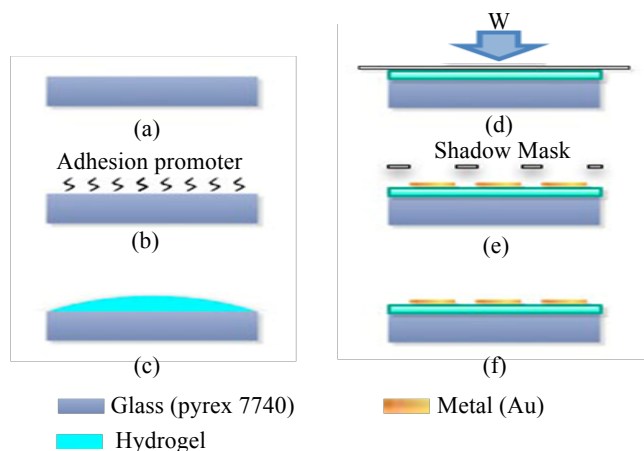 (a)
Adhesion promoter
(b)
(c)
W
(d)
Shadow Mask
(e)
(f)
Glass (pyrex 7740)
Metal (Au)
Hydrogel